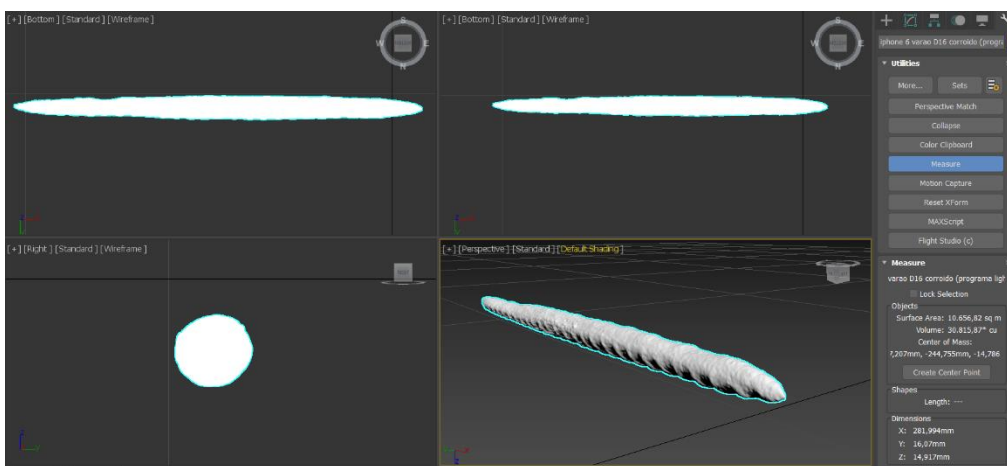 [+] [Bottom] [Standard] [Wireframe]
[+] [Bottom] [Standard] [Wireframe]
S
W
E
N
S
W
E
N
[+] [Right] [Standard] [Wireframe]
[+] [Perspective] [Standard] [Default Shading]
iphone 6 varao D16 corroido (progra
Utilities
More...
Sets
Perspective Match
Collapse
Color Clipboard
Measure
Motion Capture
Reset XForm
MAXScript
Flight Studio (c)
Measure
varao D16 corroido (programa ligh
Lock Selection
Objects
Surface Area: 10.656,82 sq m
Volume: 30.815,87* cu
Center of Mass:
?,207mm, -244,755mm, -14,786
Create Center Point
Shapes
Length: ---
Dimensions
X: 281,994mm
Y: 16,07mm
Z: 14,917mm